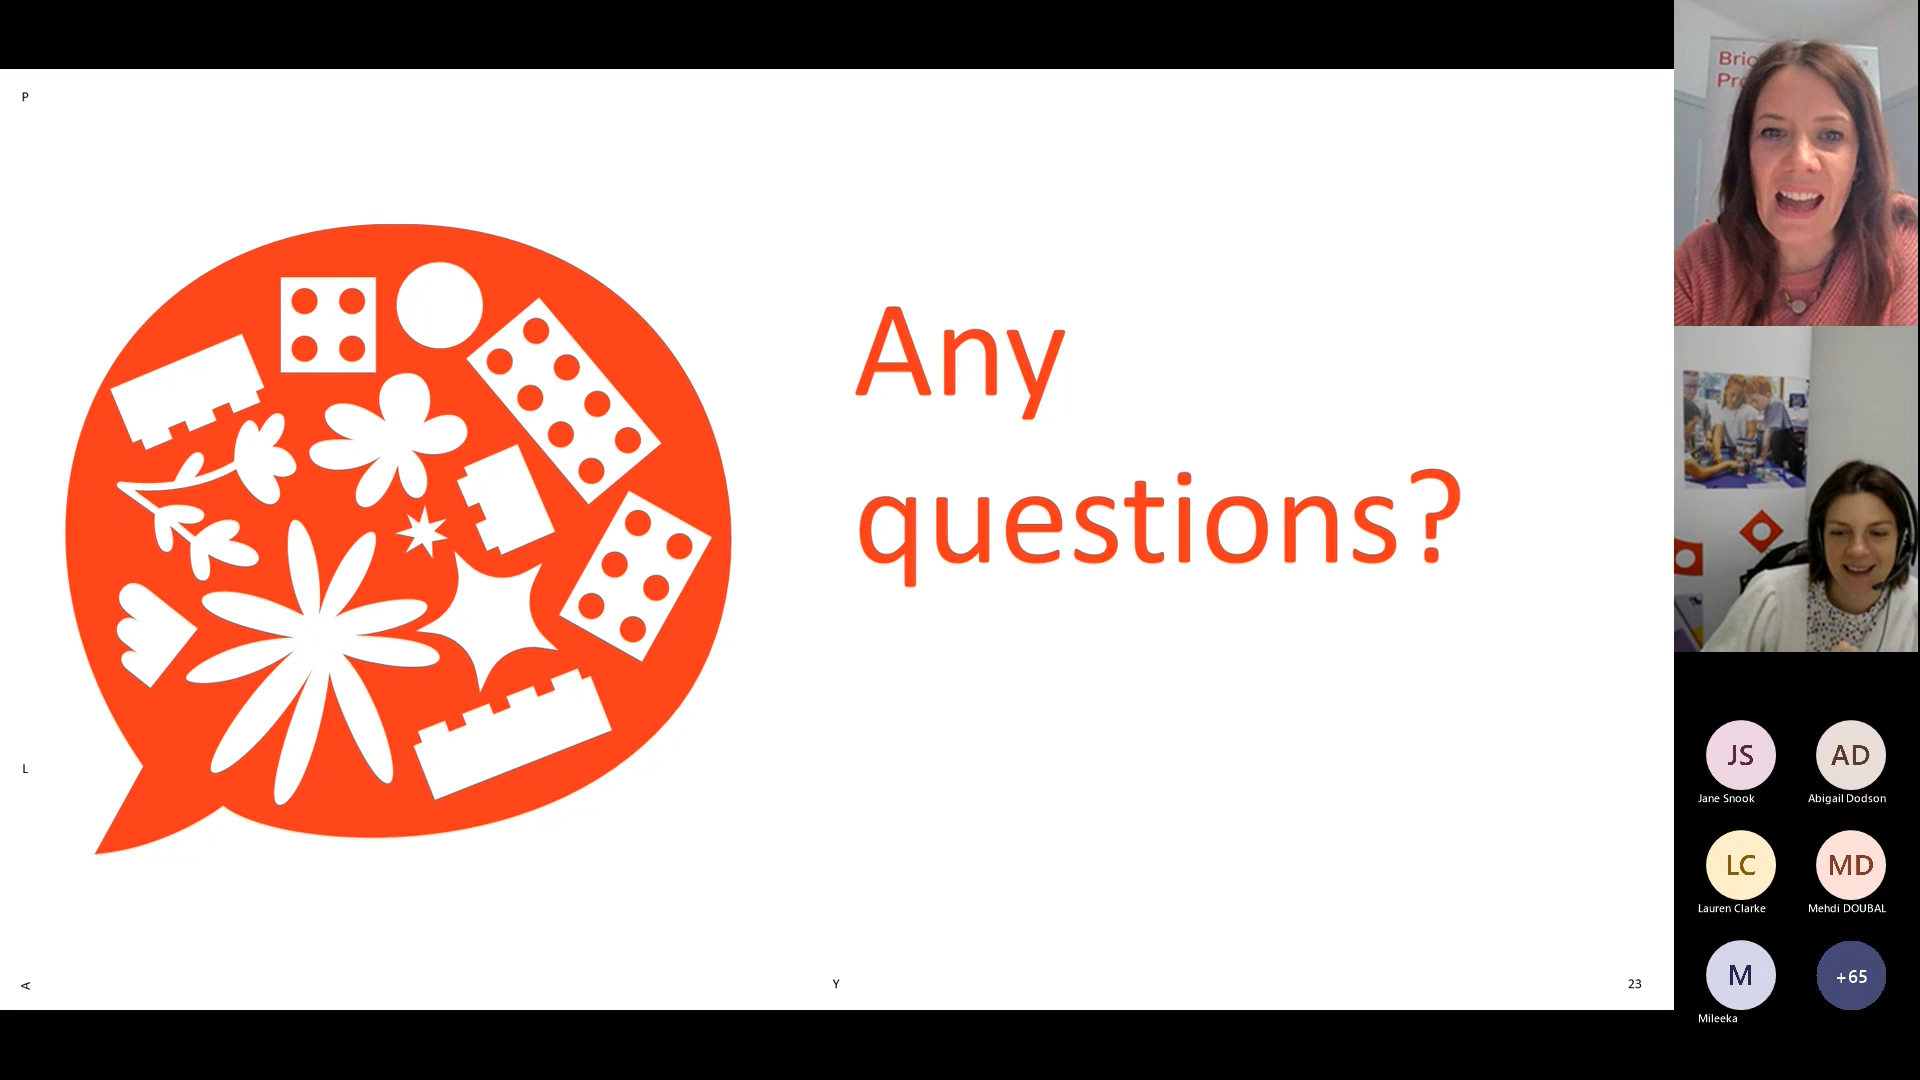 P
Any
questions?
L
A
Y
23
JS
Jane Snook
AD
Abigail Dodson
LC
Lauren Clarke
MD
Mehdi DOUBAL
M
Mileeka
+65